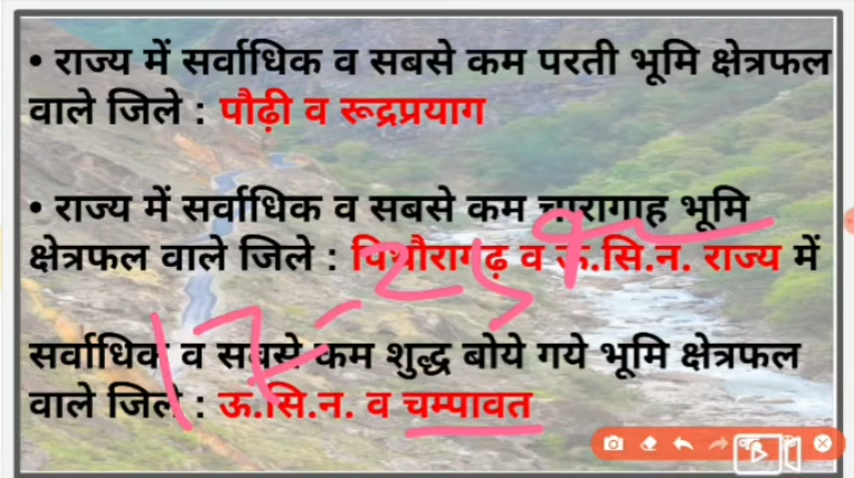 • राज्य में सर्वाधिक व सबसे कम परती भूमि क्षेत्रफल
वाले जिले : पौढ़ी व रूद्रप्रयाग
• राज्य में सर्वाधिक व सबसे कम चारागाह भूमि
क्षेत्रफल वाले जिले : पिथौरागढ़ व ऊ.सि.न. राज्य में
सर्वाधिक व सबसे कम शुद्ध बोये गये भूमि क्षेत्रफल
वाले जिले : ऊ.सि.न. व चम्पावत